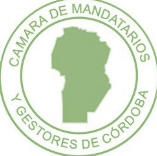 CAMARA DE MANDATARIOS
Y GESTORES DE CÓRDOBA